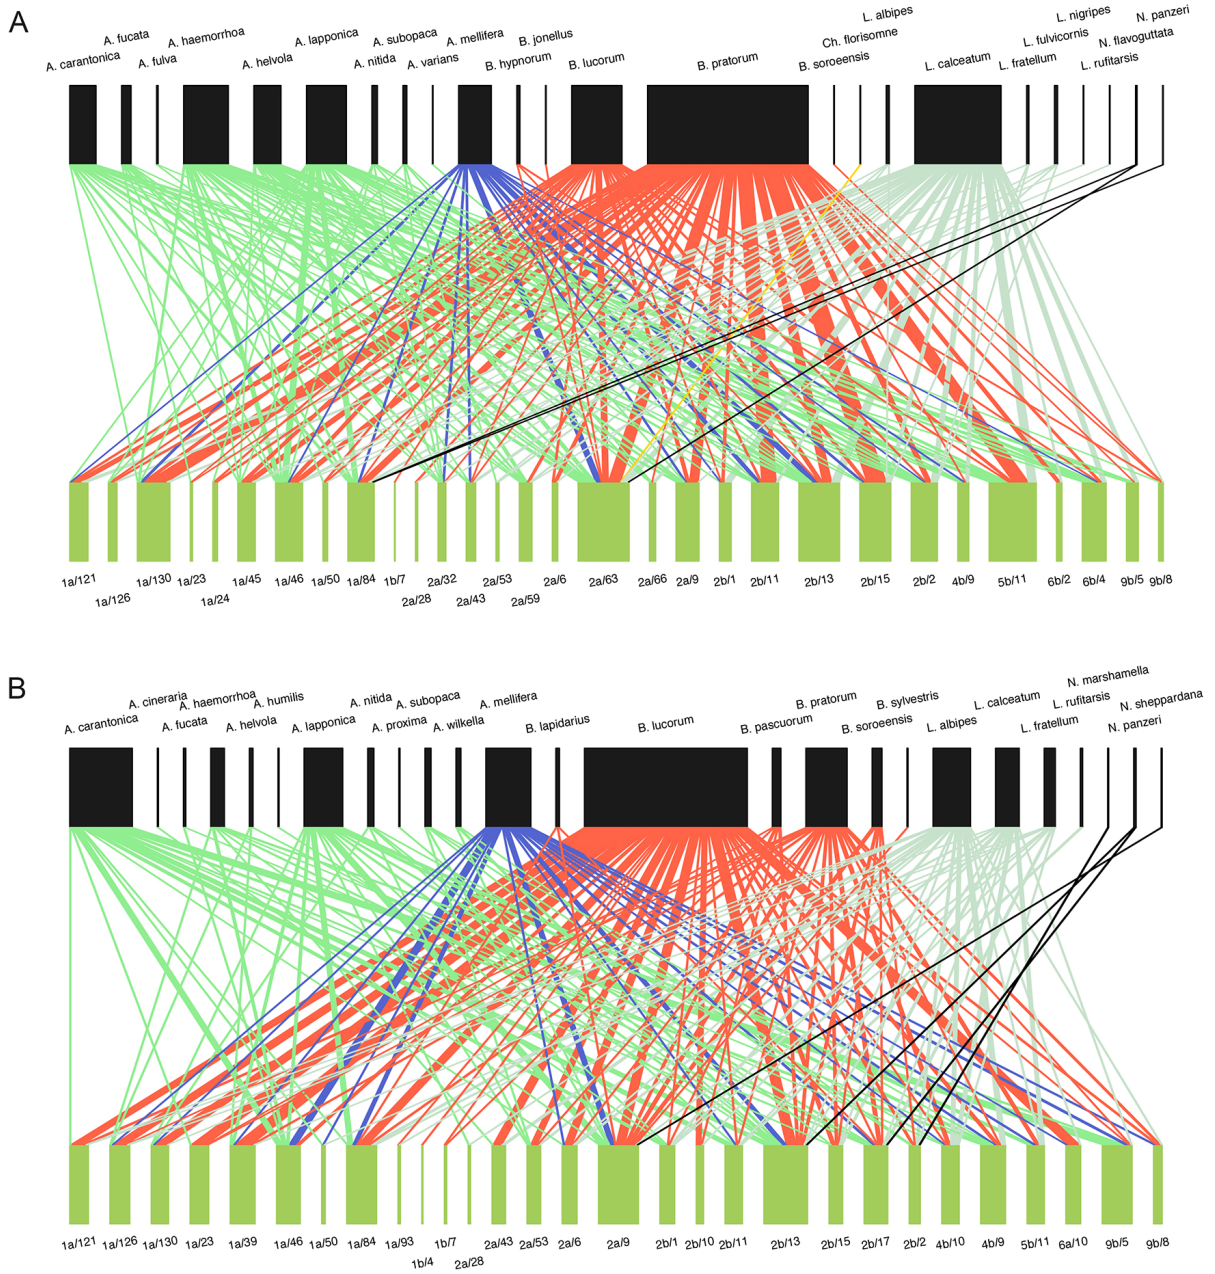 A
A. carantonica
A. fucata
A. fulva
A. haemorrhoa
A. helvola
A. lapponica
A. nitida
A. subopaca
A. varians
A. mellifera
B. hypnorum
B. jonellus
B. lucorum
B. pratorum
B. soroeensis
Ch. florisomne
L. albipes
L. calceatum
L. fratellum
L. fulvicornis
L. nigripes
L. rufitarsis
N. flavoguttata
N. panzeri
1a/121
1a/126
1a/130
1a/23
1a/24
1a/45
1a/46
1a/50
1a/84
1b/7
2a/28
2a/32
2a/43
2a/53
2a/59
2a/6
2a/63
2a/66
2a/9
2b/1
2b/11
2b/13
2b/15
2b/2
4b/9
5b/11
6b/2
6b/4
9b/5
9b/8
B
A. carantonica
A. cineraria
A. fucata
A. haemorrhoa
A. helvola
A. humilis
A. lapponica
A. nitida
A. proxima
A. subopaca
A. wilkella
A. mellifera
B. lapidarius
B. lucorum
B. pascuorum
B. pratorum
B. soroeensis
B. sylvestris
L. albipes
L. calceatum
L. fratellum
L. rufitarsis
N. marshamella
N. panzeri
N. sheppardana
1a/121
1a/126
1a/130
1a/23
1a/39
1a/46
1a/50
1a/84
1a/93
1b/4
1b/7
2a/28
2a/43
2a/53
2a/6
2a/9
2b/1
2b/10
2b/11
2b/13
2b/15
2b/17
2b/2
4b/10
4b/9
5b/11
6a/10
9b/5
9b/8